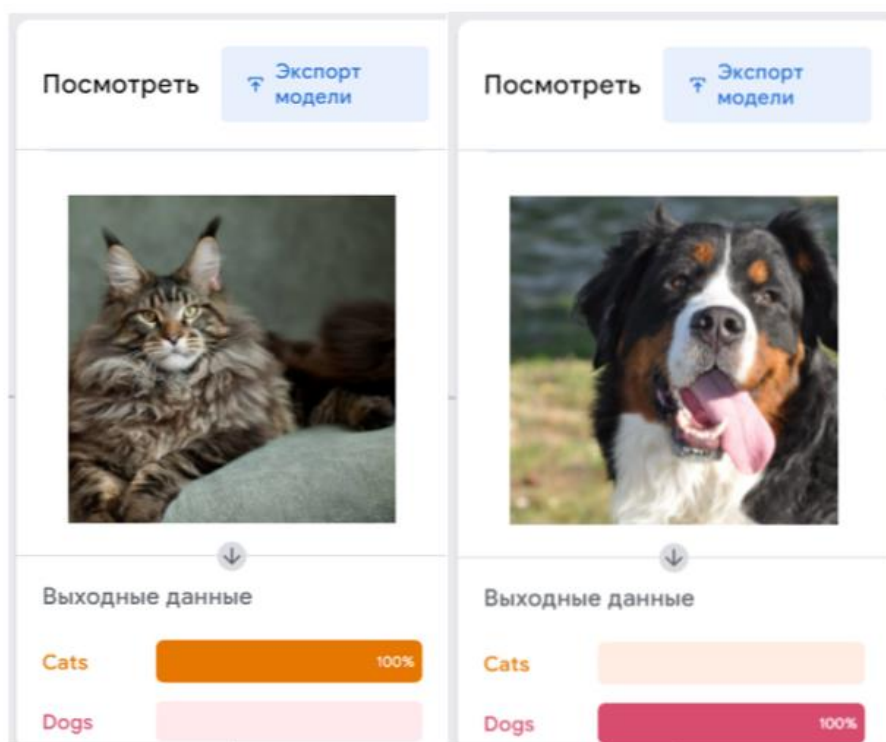 Посмотреть
Экспорт
модели
Выходные данные
Cats 100%
Dogs
Посмотреть
Экспорт
модели
Выходные данные
Cats
Dogs 100%